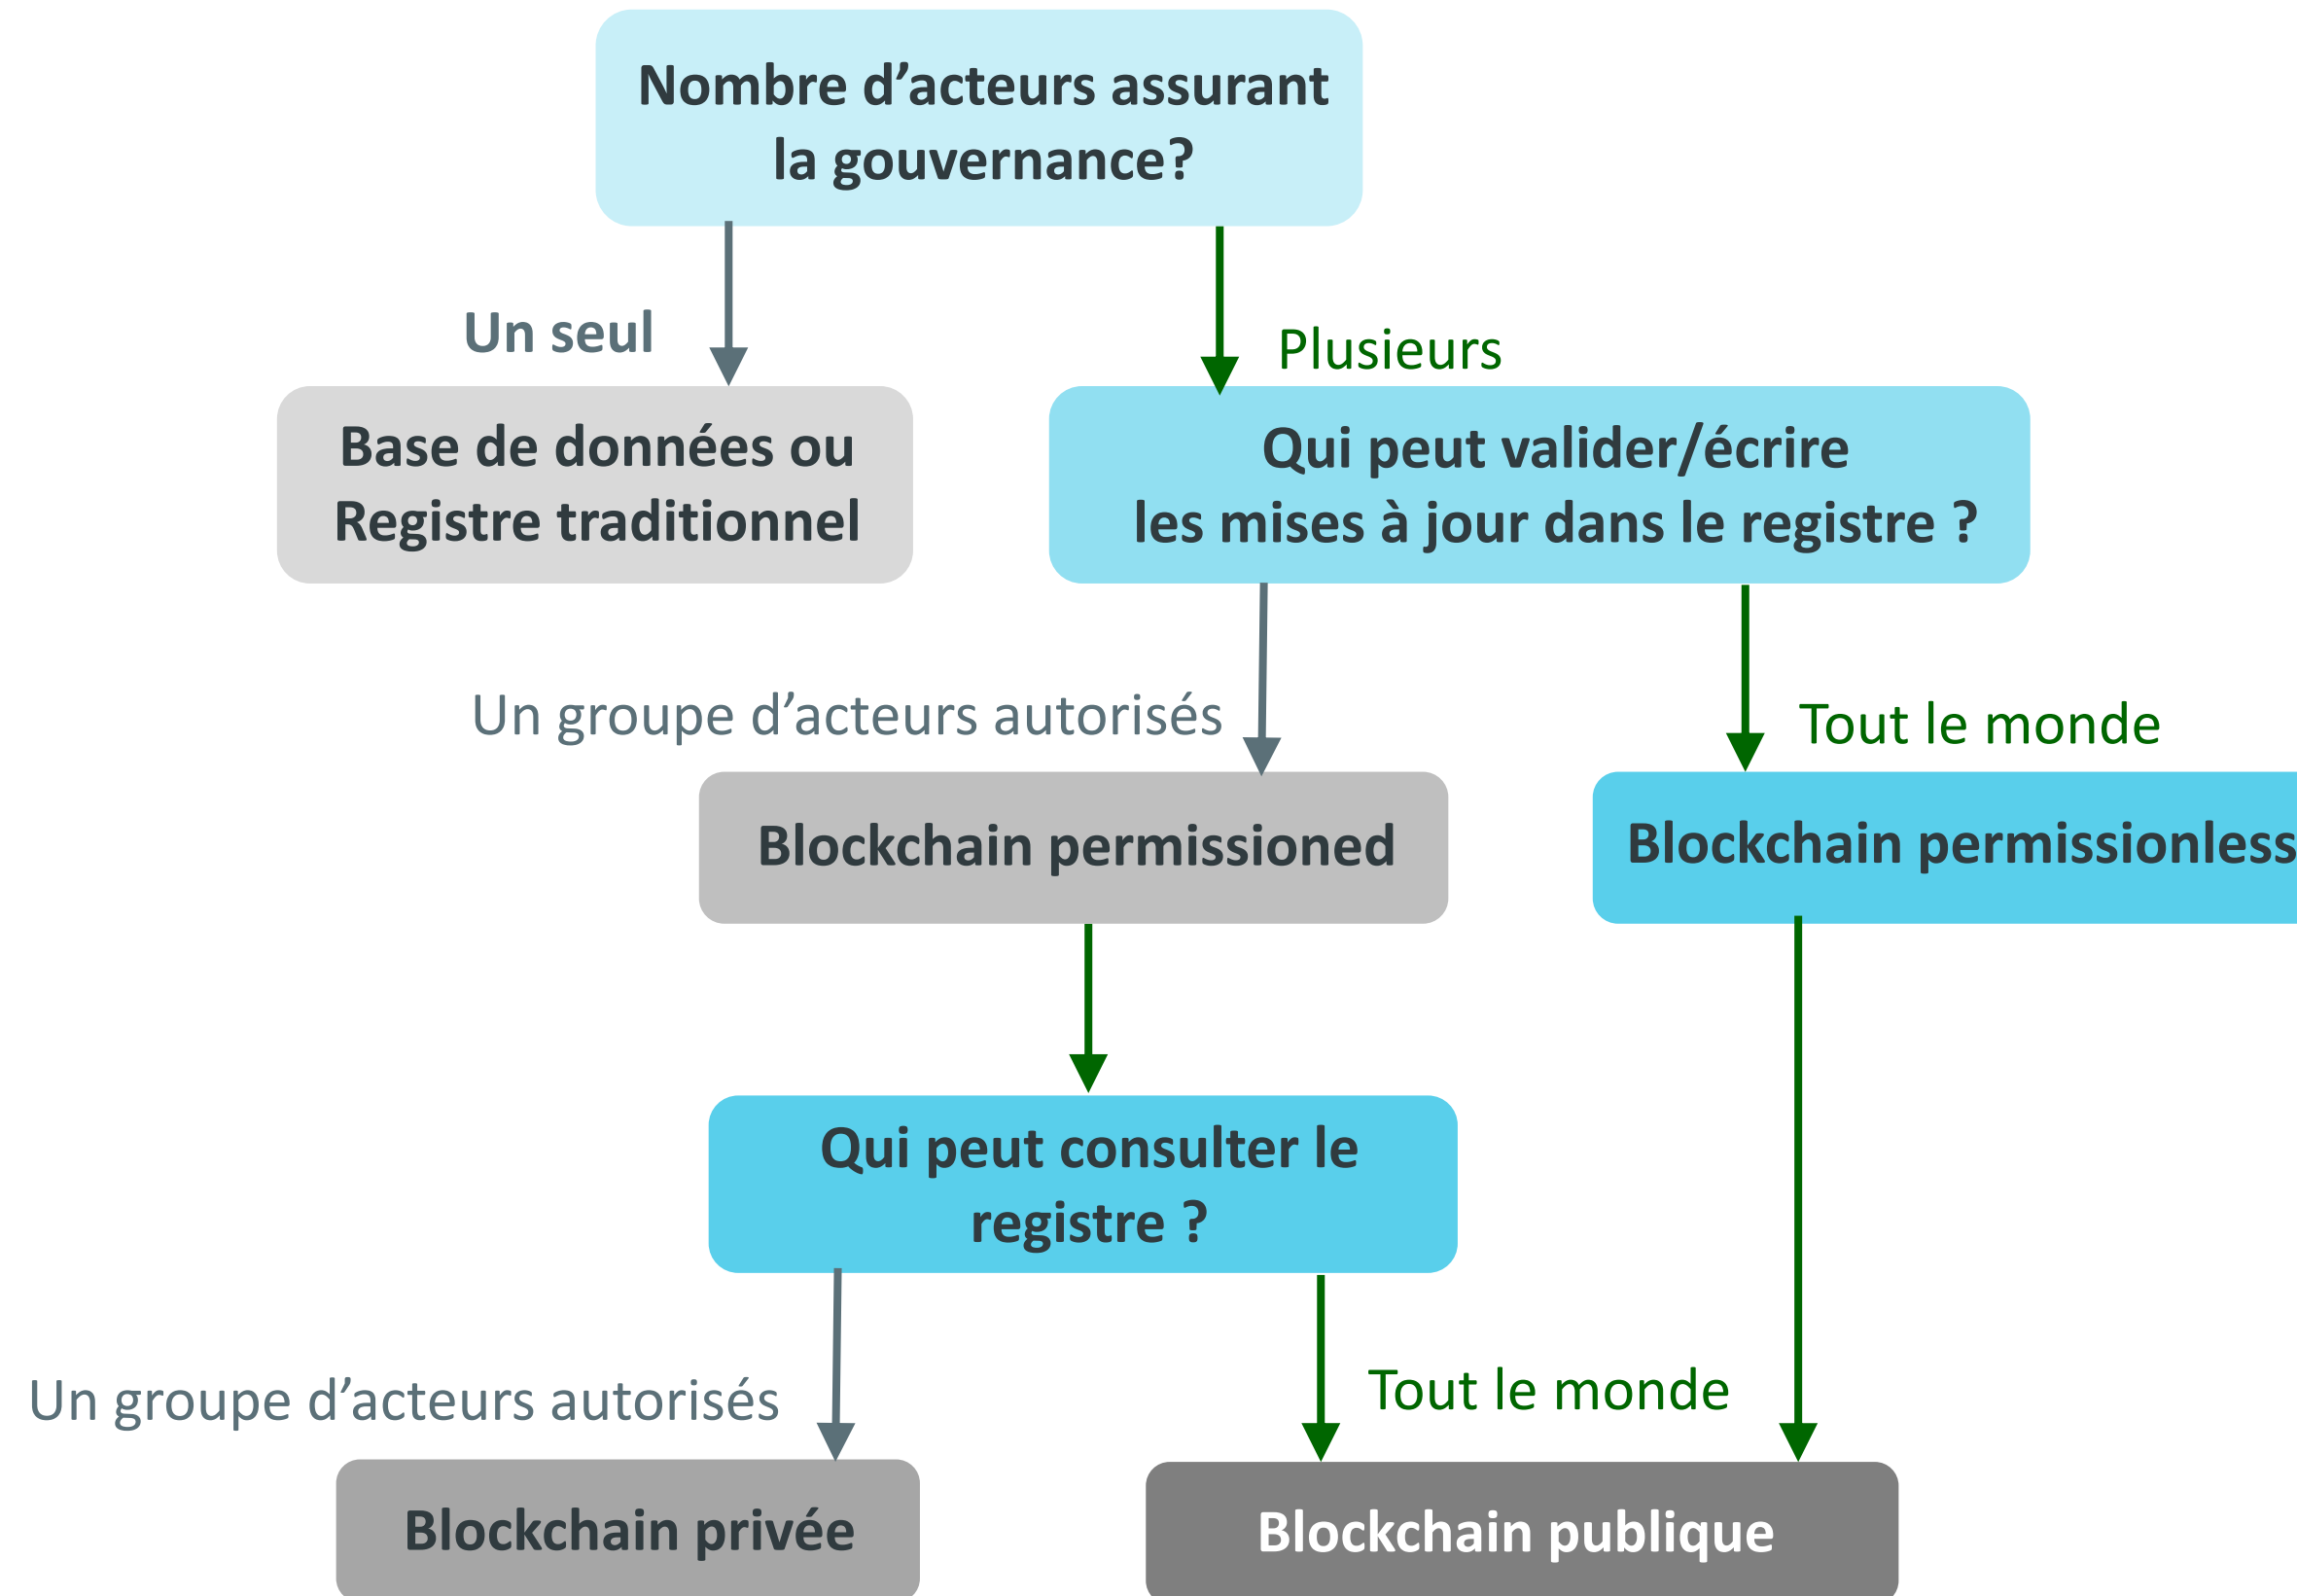 Nombre d'acteurs assurant
la gouvernance?
Un seul
Plusieurs
Base de données ou
Registre traditionnel
Qui peut valider/écrire
les mises à jour dans le registre ?
Un groupe d'acteurs autorisés
Tout le monde
Blockchain permissioned
Blockchain permissionless
Qui peut consulter le
registre ?
Un groupe d'acteurs autorisés
Tout le monde
Blockchain privée
Blockchain publique